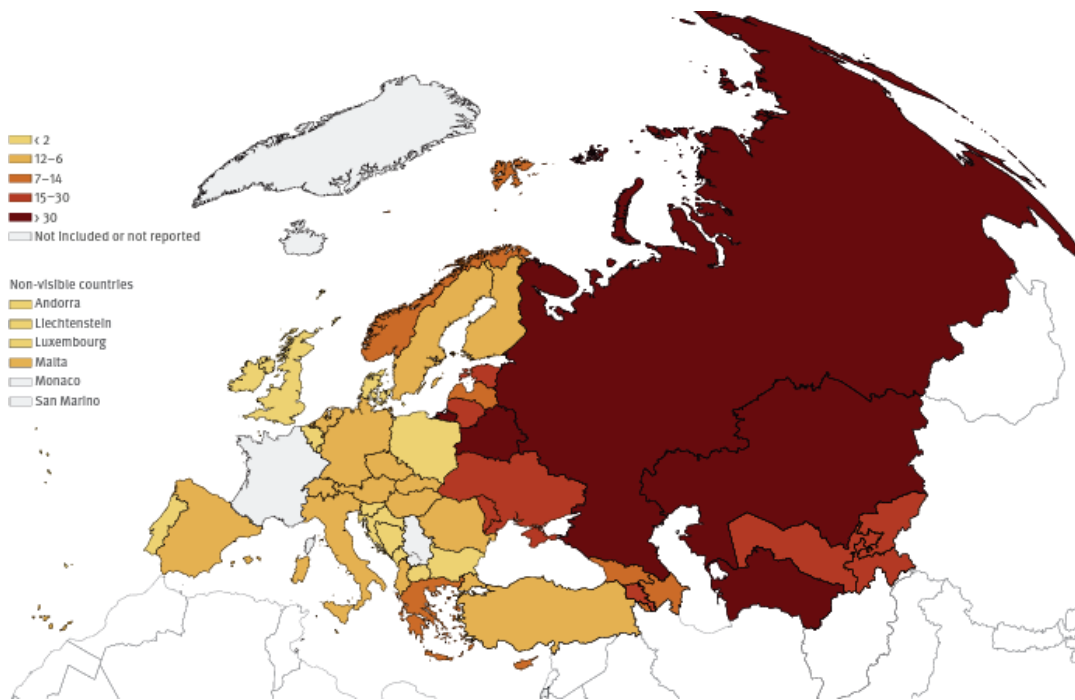 < 2
12–6
7–14
15–30
> 30
Not Included or not reported
Non-visible countries
Andorra
Liechtenstein
Luxembourg
Malta
Monaco
San Marino